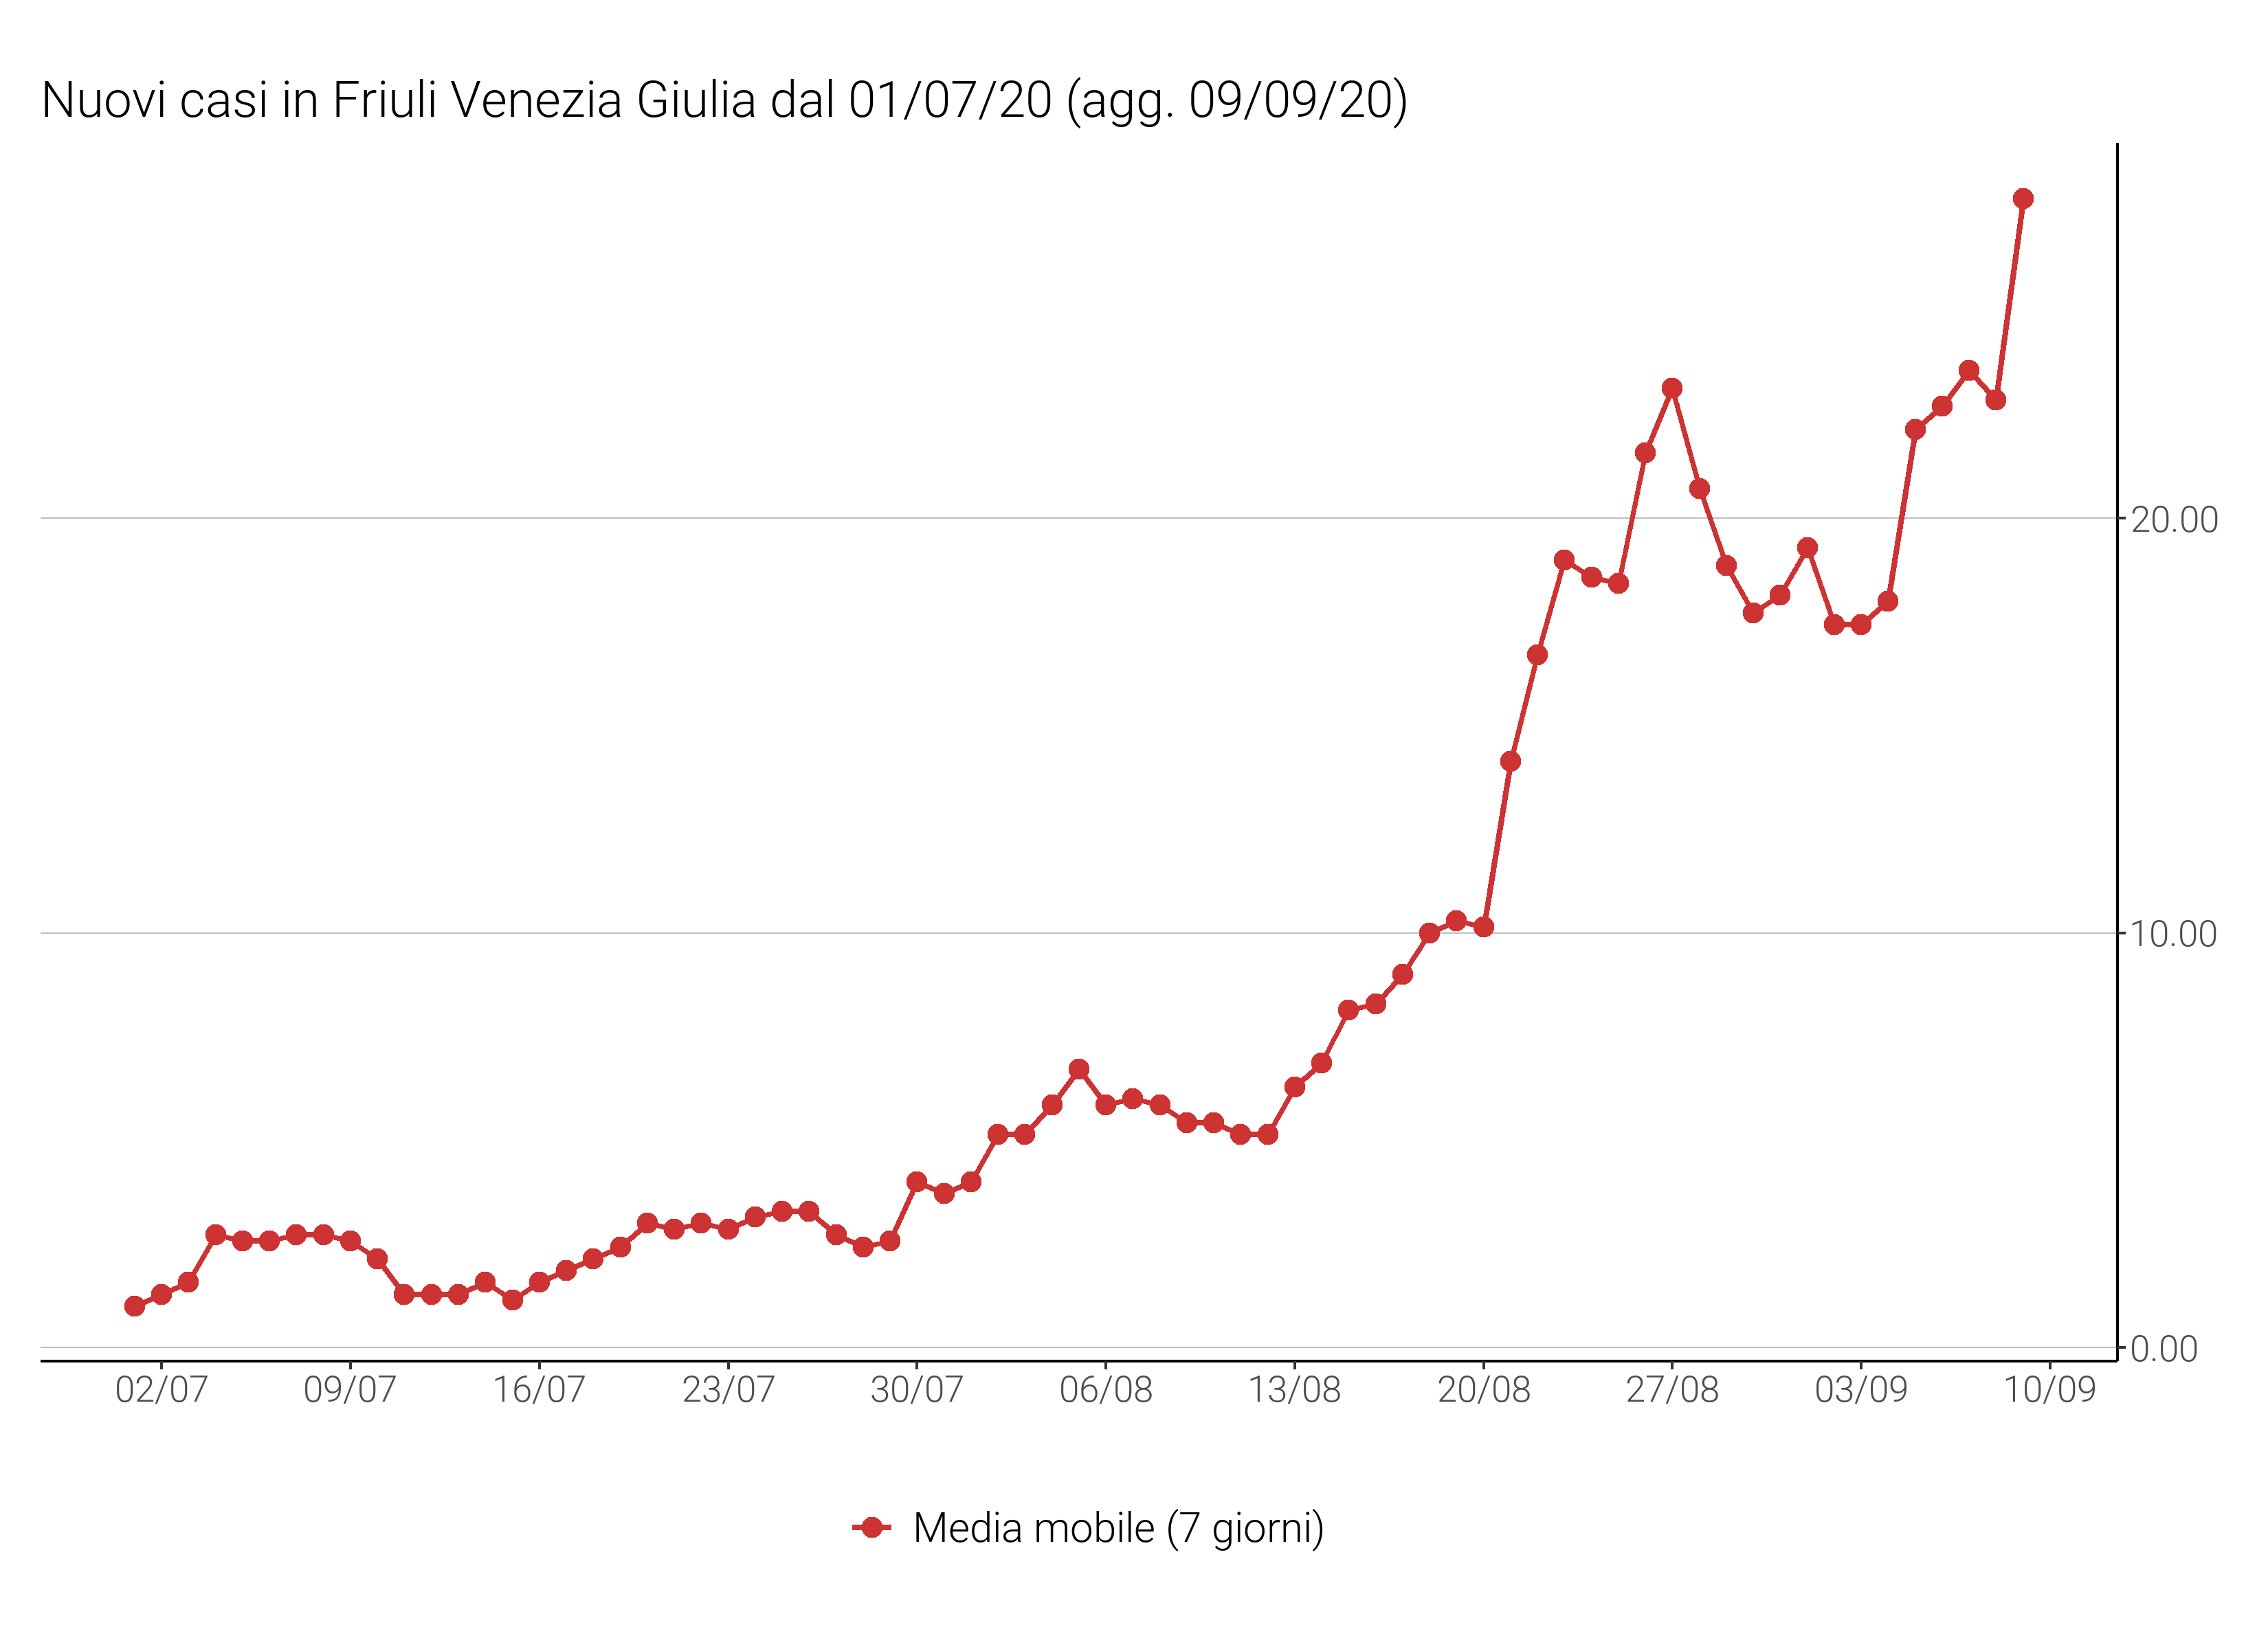 Nuovi casi in Friuli Venezia Giulia dal 01/07/20 (agg. 09/09/20)
20.00
10.00
0.00
02/07 09/07 16/07 23/07 30/07 06/08 13/08 20/08 27/08 03/09 10/09
Media mobile (7 giorni)